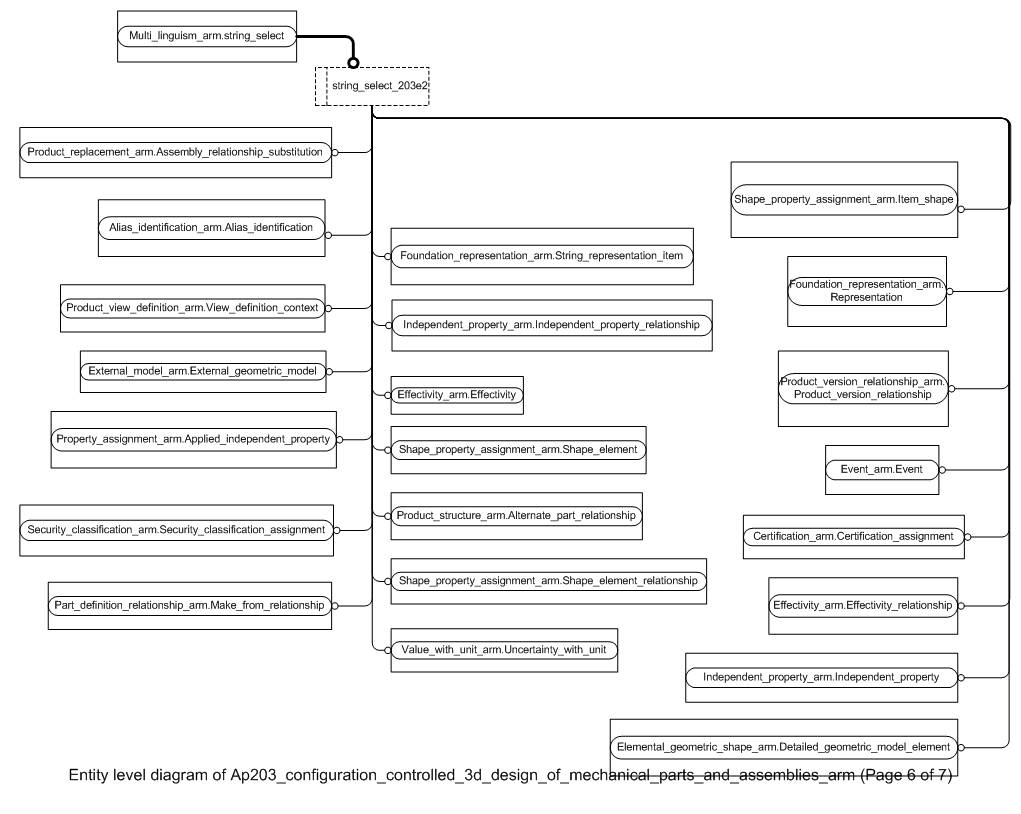 Multi_linguism_arm.string_select
string_select_203e2
Product_replacement_arm.Assembly_relationship_substitution
Alias_identification_arm.Alias_identification
Product_view_definition_arm.View_definition_context
External_model_arm.External_geometric_model
Property_assignment_arm.Applied_independent_property
Security_classification_arm.Security_classification_assignment
Part_definition_relationship_arm.Make_from_relationship
Foundation_representation_arm.String_representation_item
Independent_property_arm.Independent_property_relationship
Effectivity_arm.Effectivity
Shape_property_assignment_arm.Shape_element
Product_structure_arm.Alternate_part_relationship
Shape_property_assignment_arm.Shape_element_relationship
Value_with_unit_arm.Uncertainty_with_unit
Shape_property_assignment_arm.Item_shape
Foundation_representation_arm.
Representation
Product_version_relationship_arm.
Product_version_relationship
Event_arm.Event
Certification_arm.Certification_assignment
Effectivity_arm.Effectivity_relationship
Independent_property_arm.Independent_property
Elemental_geometric_shape_arm.Detailed_geometric_model_element
Entity level diagram of Ap203_configuration_controlled_3d_design_of_mechanical_parts_and_assemblies_arm (Page 6 of 7)